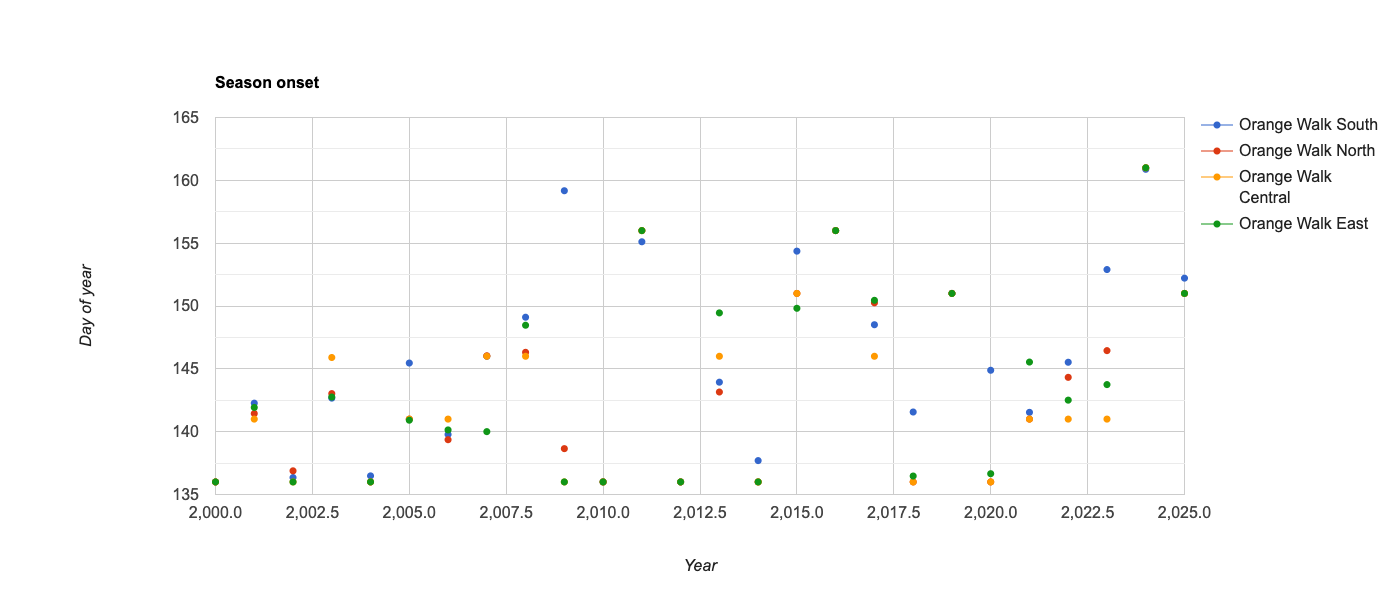 Season onset
165
160
155
150
145
140
135
2,000.0
2,002.5
2,005.0
2,007.5
2,010.0
2,012.5
2,015.0
2,017.5
2,020.0
2,022.5
2,025.0
Day of year
Year
Orange Walk South
Orange Walk North
Orange Walk
Central
Orange Walk East